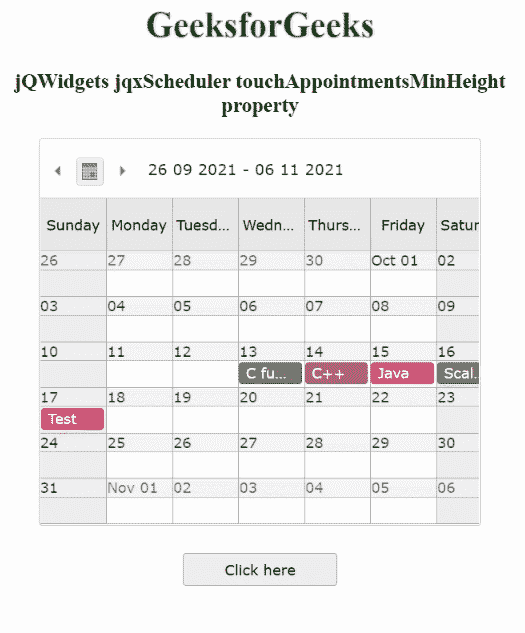 GeeksforGeeks
jQWidgets jqxScheduler touchAppointmentsMinHeight
property
26 09 2021 - 06 11 2021
Sunday Monday Tuesd... Wedn... Thurs... Friday Satur
26 27 28 29 30 Oct 01 02
03 04 05 06 07 08 09
10 11 12 13 14 15 16
C fu... C++ Java Scal.
17 18 19 20 21 22 23
Test
24 25 26 27 28 29 30
31 Nov 01 02 03 04 05 06
Click here